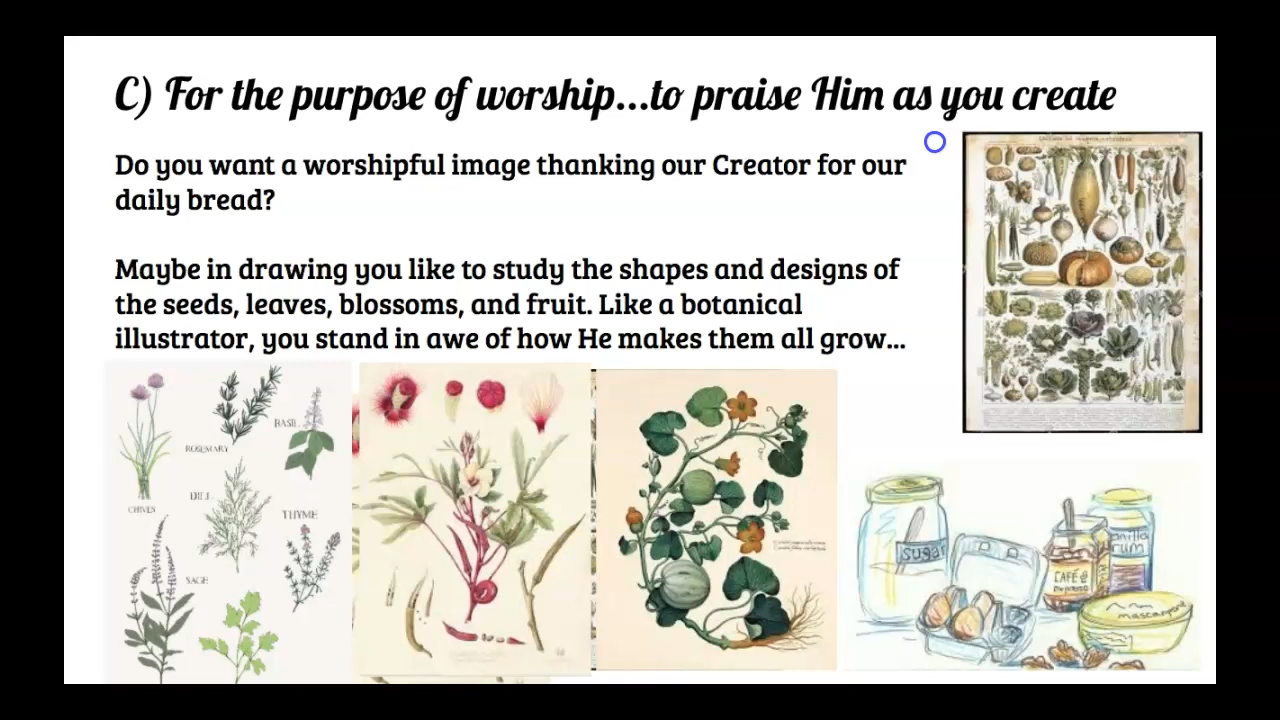 C) For the purpose of worship...to praise Him as you create
Do you want a worshipful image thanking our Creator for our
daily bread?
Maybe in drawing you like to study the shapes and designs of
the seeds, leaves, blossoms, and fruit. Like a botanical
illustrator, you stand in awe of how He makes them all grow...
BASIL
ROSEMARY
DILL
CHIVES
THYME
SAGE
sugar
anilla
rum
CAFÉ
mascarpone